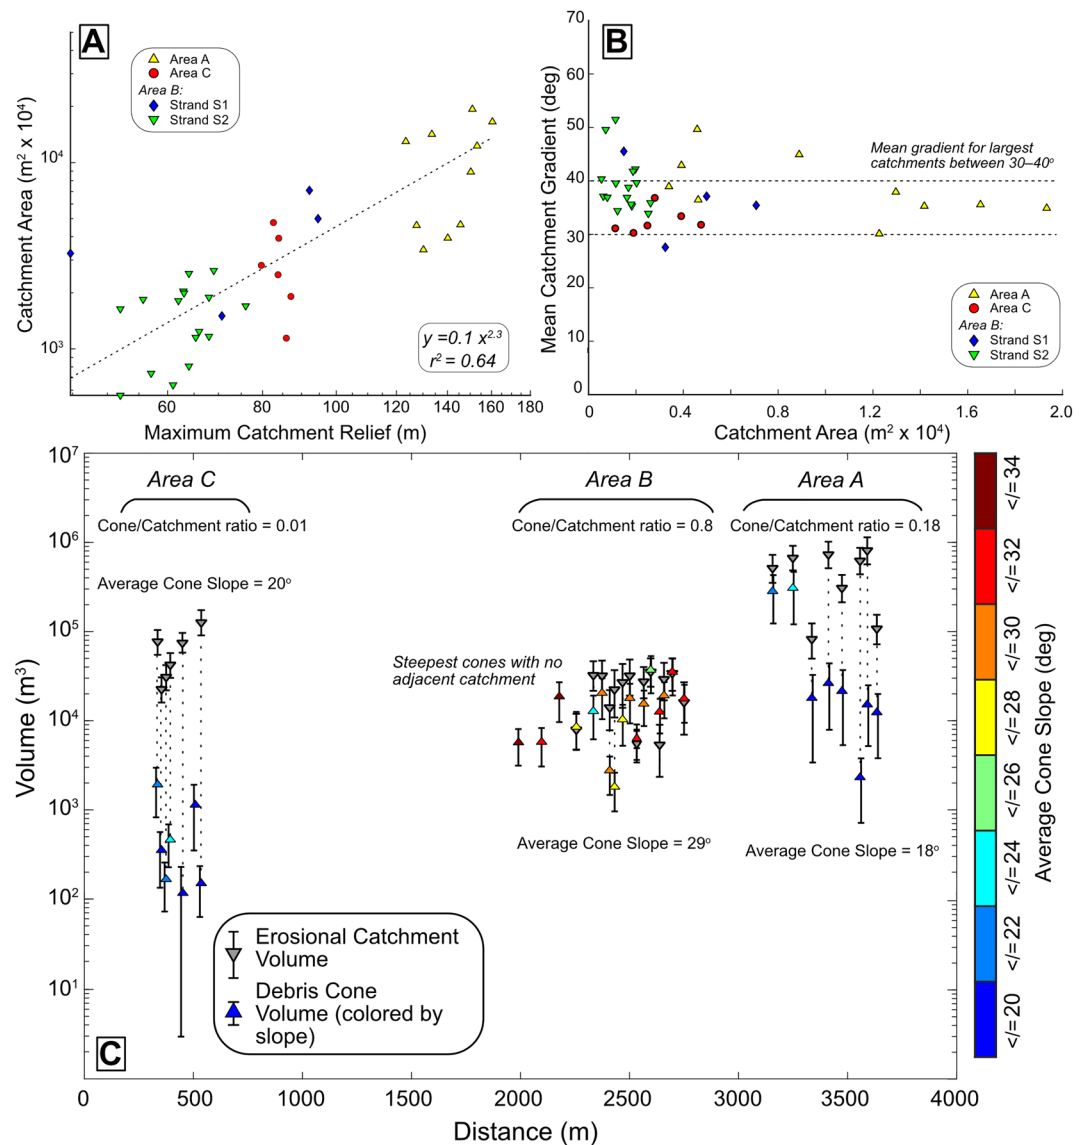 A
Area A
Area C
Area B:
Strand S1
Strand S2
Catchment Area (m² x 10⁴)
10⁴
10³
y =0.1 x²·³
r² = 0.64
60
80
100
120
140
160
180
Maximum Catchment Relief (m)
B
Mean Catchment Gradient (deg)
70
60
50
40
30
20
10
0
Mean gradient for largest
catchments between 30–40°
Area A
Area C
Area B:
Strand S1
Strand S2
0
0.4
0.8
1.2
1.6
2.0
Catchment Area (m² x 10⁴)
Volume (m³)
10⁷
10⁶
10⁵
10⁴
10³
10²
10¹
Area C
Cone/Catchment ratio = 0.01
Average Cone Slope = 20°
Area B
Cone/Catchment ratio = 0.8
Steepest cones with no
adjacent catchment
Average Cone Slope = 29°
Area A
Cone/Catchment ratio = 0.18
Average Cone Slope = 18°
Erosional Catchment
Volume
Debris Cone
Volume (colored by
slope)
C
0
500
1000
1500
2000
2500
3000
3500
4000
Distance (m)
</=34
</=32
</=30
</=28
</=26
</=24
</=22
</=20
Average Cone Slope (deg)